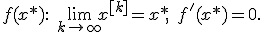 f(x*): lim_{k→∞} x^{[k]} = x*, f'(x*) = 0.